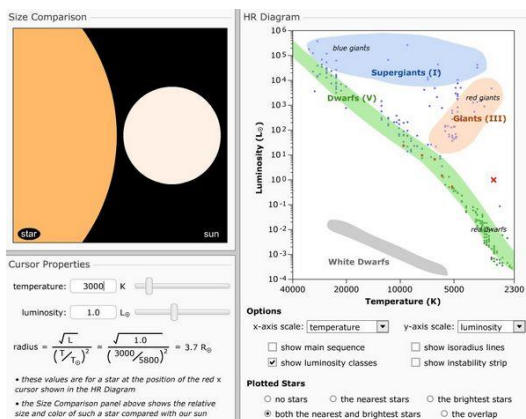 Size Comparison
star
sun
Cursor Properties
temperature: 3000 K
luminosity: 1.0 L⊙
radius = √L / (T/T⊙)² = √1.0 / (3000/5800)² = 3.7 R⊙
• these values are for a star at the position of the red x
cursor shown in the HR Diagram
• the Size Comparison panel above shows the relative
size and color of such a star compared with our sun
HR Diagram
10⁶
10⁵
10⁴
10³
10²
10¹
10⁰
10⁻¹
10⁻²
10⁻³
10⁻⁴
Luminosity (L⊙)
blue giants
Supergiants (I)
Dwarfs (V)
red giants
Giants (III)
x
red dwarfs
White Dwarfs
40000 20000 10000 5000 2300
Temperature (K)
Options
x-axis scale: temperature y-axis scale: luminosity
show main sequence show isoradius lines
show luminosity classes show instability strip
Plotted Stars
no stars the nearest stars the brightest stars
both the nearest and brightest stars the overlap